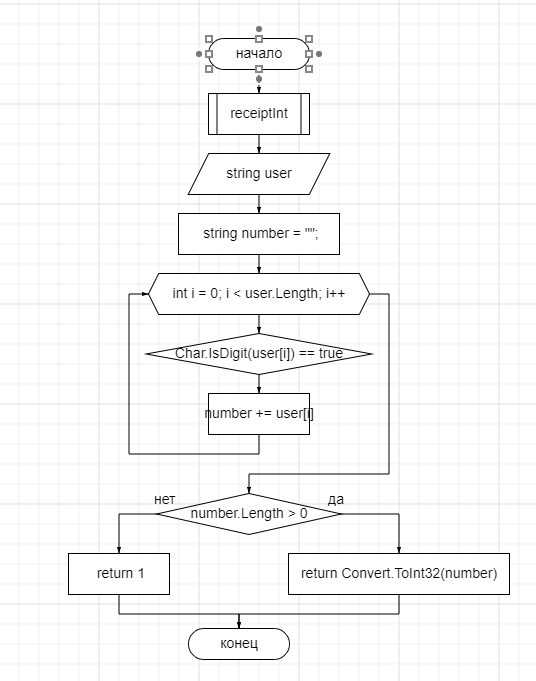 начало
receiptInt
string user
string number = "";
int i = 0; i < user.Length; i++
Char.IsDigit(user[i]) == true
number += user[i]
нет
да
number.Length > 0
return 1
return Convert.ToInt32(number)
конец